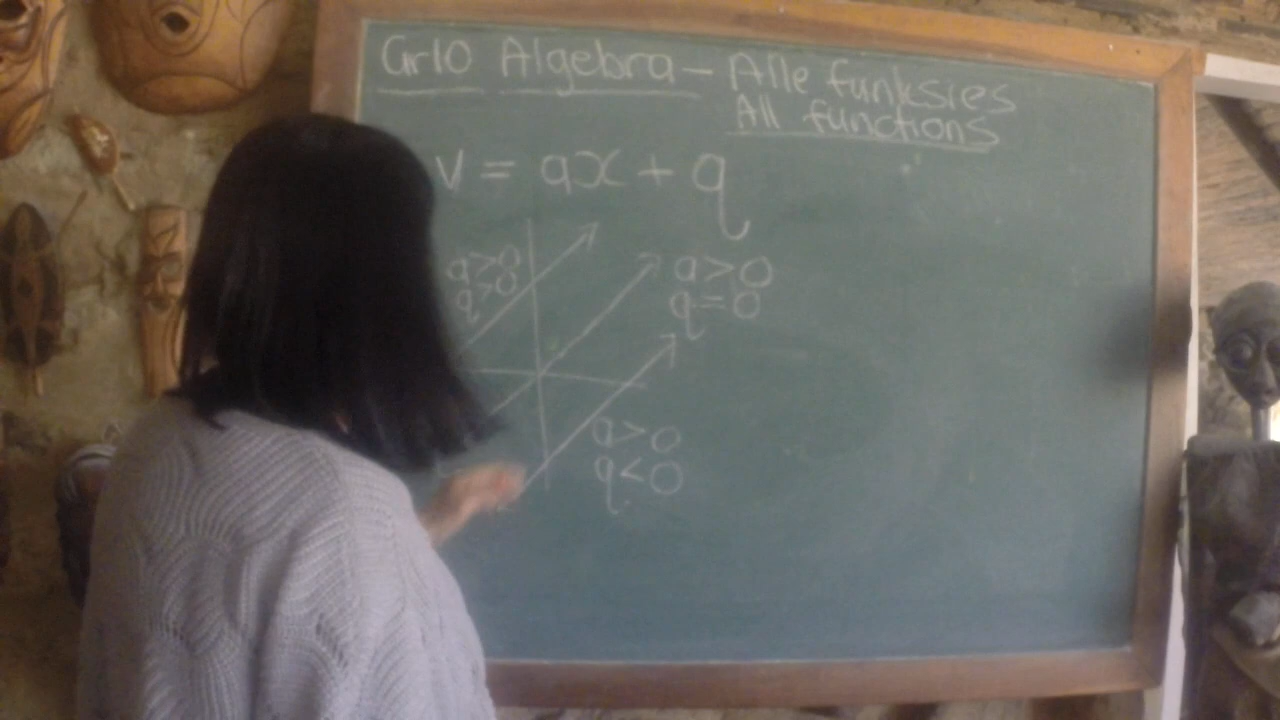 Gr10 Algebra - Alle funksies
All functions
y = ax + q
a>0
q>0
a>0
q=0
a>0
q<0